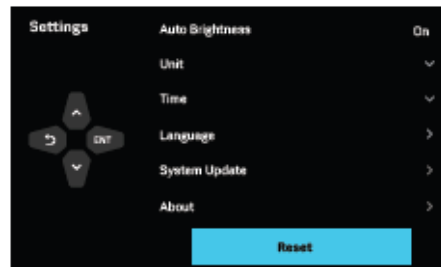 Settings
Auto Brightness On
Unit
Time
ENT
Language
System Update
About
Reset